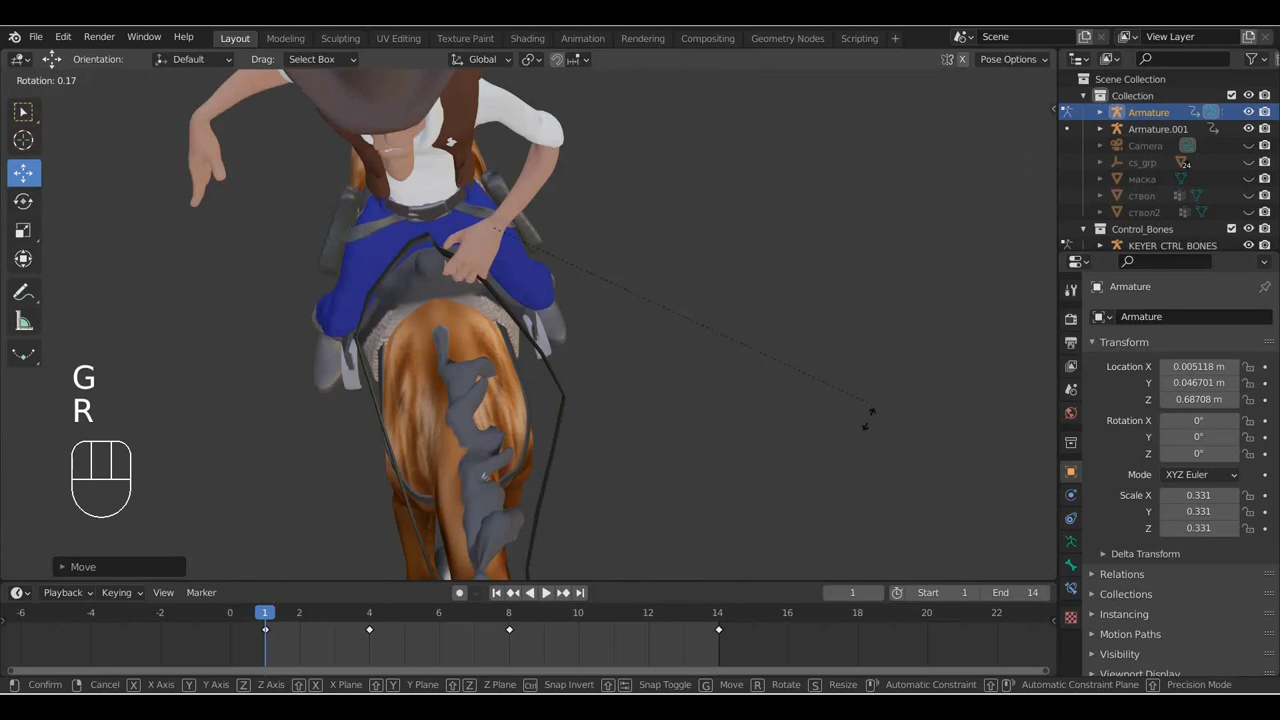 File Edit Render Window Help Layout Modeling Sculpting UV Editing Texture Paint Shading Animation Rendering Compositing Geometry Nodes Scripting + Scene View Layer
Orientation: Default Drag: Select Box Global X Pose Options
Rotation: 0.17
Scene Collection
Collection
Armature
Armature.001
Camera
cs_grp 24
маска
ствол
ствол2
Control_Bones
KEYER_CTRL_BONES
Armature
Armature
Transform
Location X 0.005118 m
Y 0.046701 m
Z 0.68708 m
Rotation X 0°
Y 0°
Z 0°
Mode XYZ Euler
Scale X 0.331
Y 0.331
Z 0.331
Delta Transform
Relations
Collections
Instancing
Motion Paths
Visibility
Viewport Display
G
R
Move
Playback Keying View Marker 1 Start 1 End 14
-6 -4 -2 0 1 2 4 6 8 10 12 14 16 18 20 22
Confirm Cancel X X Axis Y Y Axis Z Z Axis X X Plane Y Y Plane Z Z Plane Ctrl Snap Invert Snap Toggle G Move R Rotate S Resize Automatic Constraint Automatic Constraint Plane Precision Mode